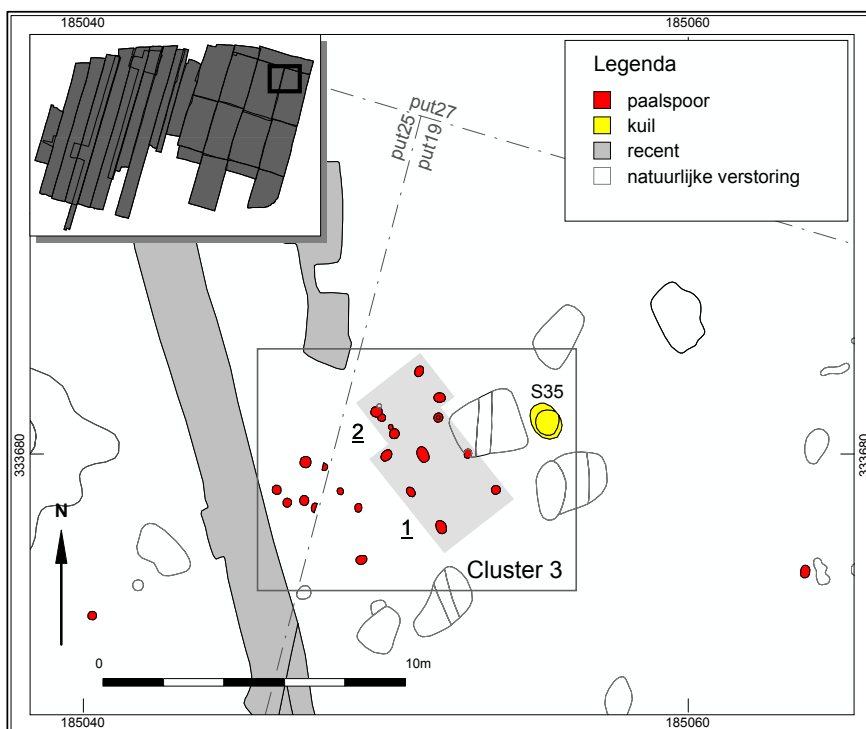 185040
185060
Legenda
paalspoor
kuil
recent
natuurlijke verstoring
put27
put25
put19
S35
2
333680
333680
1
N
Cluster 3
0
10m
185040
185060